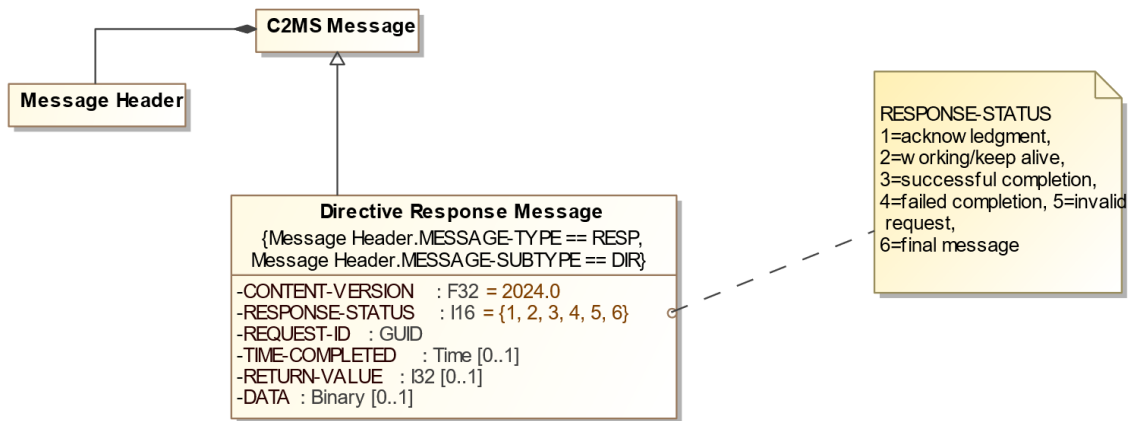 C2MS Message
Message Header
RESPONSE-STATUS
1=acknowledgment,
2=working/keep alive,
3=successful completion,
4=failed completion, 5=invalid
request,
6=final message
Directive Response Message
{Message Header.MESSAGE-TYPE == RESP,
Message Header.MESSAGE-SUBTYPE == DIR}
-CONTENT-VERSION : F32 = 2024.0
-RESPONSE-STATUS : I16 = {1, 2, 3, 4, 5, 6}
-REQUEST-ID : GUID
-TIME-COMPLETED : Time [0..1]
-RETURN-VALUE : I32 [0..1]
-DATA : Binary [0..1]